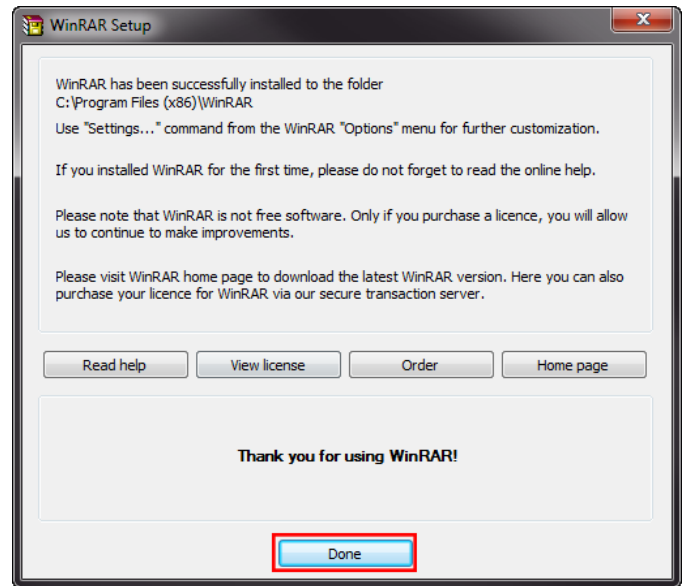 WinRAR Setup
WinRAR has been successfully installed to the folder
C:\Program Files (x86)\WinRAR
Use "Settings..." command from the WinRAR "Options" menu for further customization.
If you installed WinRAR for the first time, please do not forget to read the online help.
Please note that WinRAR is not free software. Only if you purchase a licence, you will allow
us to continue to make improvements.
Please visit WinRAR home page to download the latest WinRAR version. Here you can also
purchase your licence for WinRAR via our secure transaction server.
Read help
View license
Order
Home page
Thank you for using WinRAR!
Done